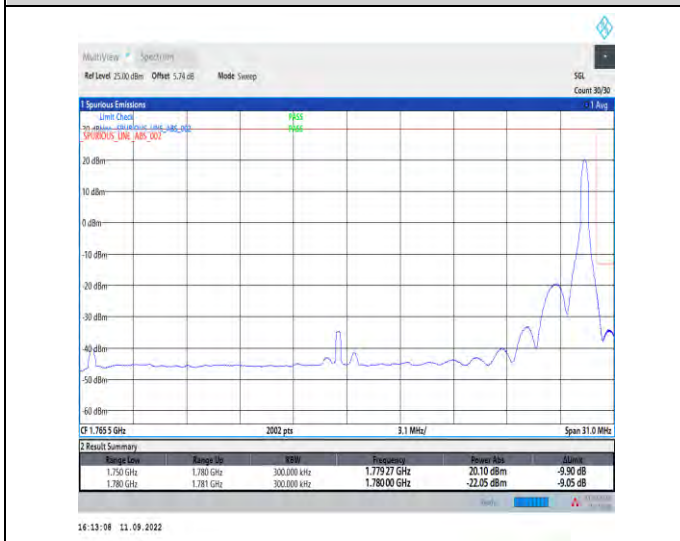 MultiView Spectrum
Ref Level 25.00 dBm Offset 5.74 dB Mode Sweep SGL
Count 30/30
1 Spurious Emissions 1 Avg
Limit Check PASS
30 dBm SPURIOUS_LINE_ABS_002 PASS
_SPURIOUS_LINE_ABS_002
20 dBm
10 dBm
0 dBm
-10 dBm
-20 dBm
-30 dBm
-40 dBm
-50 dBm
-60 dBm
CF 1.765 5 GHz 2002 pts 3.1 MHz/ Span 31.0 MHz
2 Result Summary
Range Low Range Up RBW Frequency Power Abs ΔLimit
1.750 GHz 1.780 GHz 300.000 kHz 1.779 27 GHz 20.10 dBm -9.90 dB
1.780 GHz 1.781 GHz 300.000 kHz 1.780 00 GHz -22.05 dBm -9.05 dB
Ready
16:13:08 11.09.2022